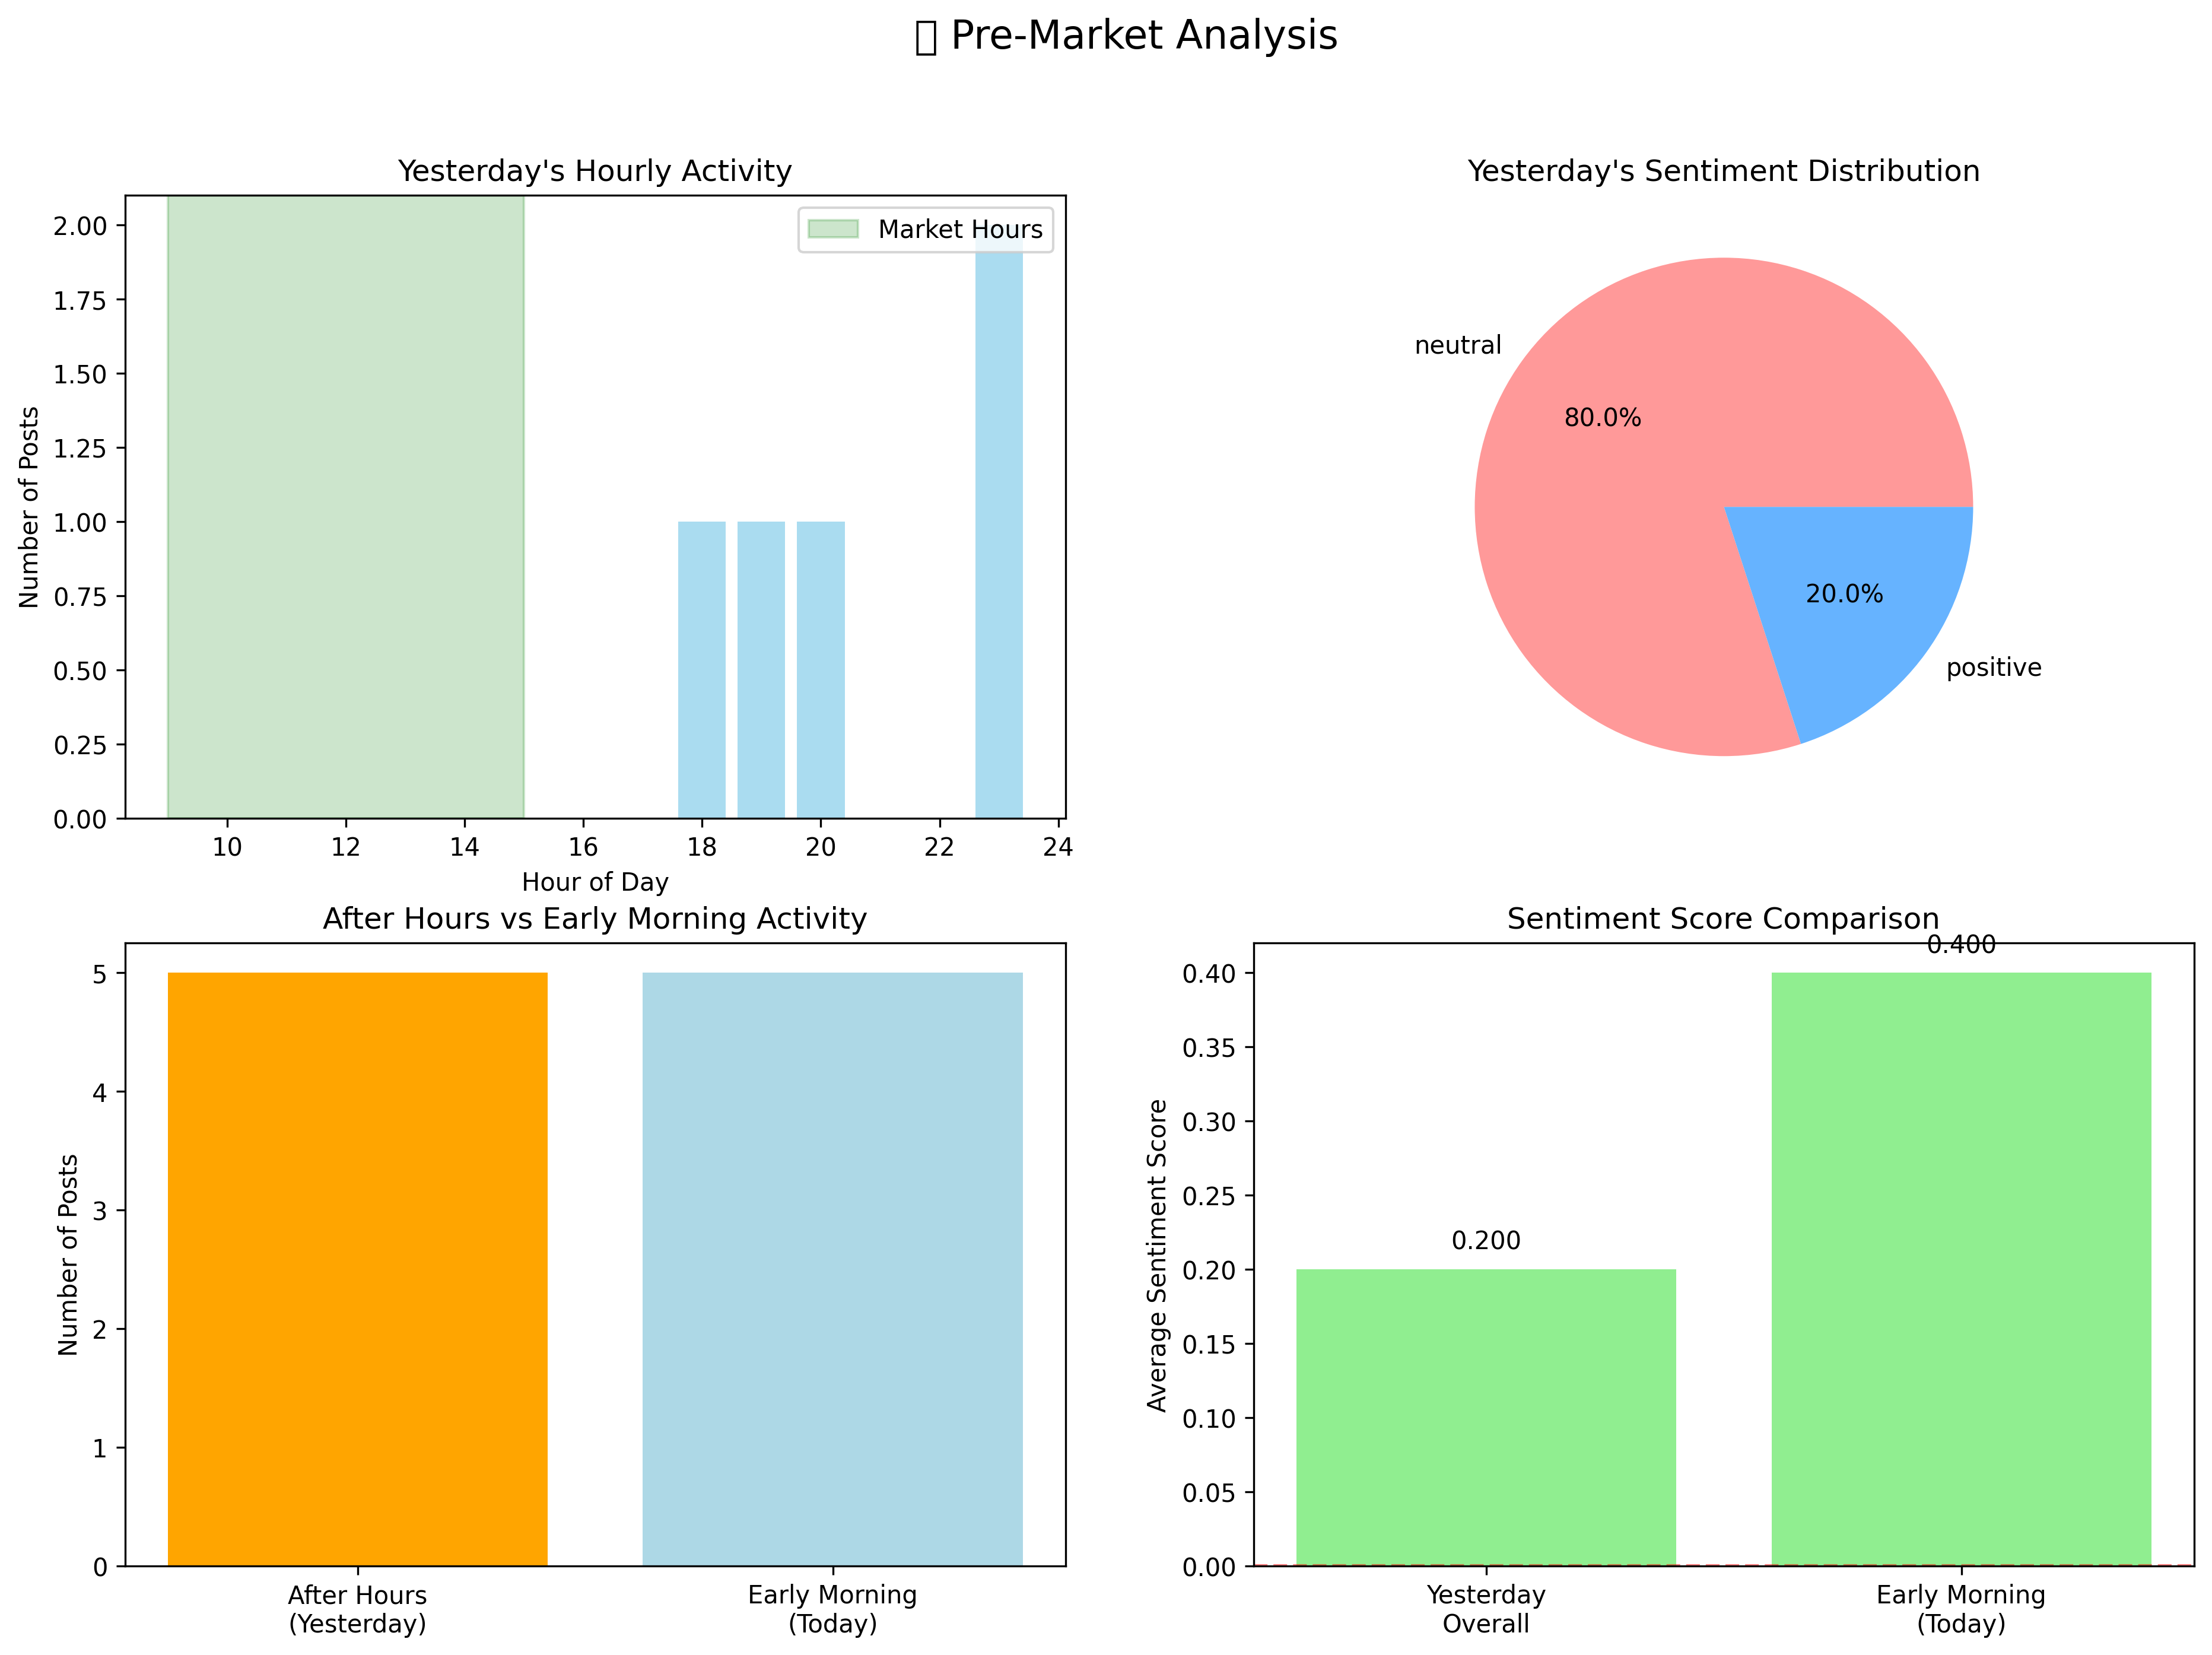 Pre-Market Analysis
Yesterday's Hourly Activity
Number of Posts
2.00
1.75
1.50
1.25
1.00
0.75
0.50
0.25
0.00
Market Hours
10 12 14 16 18 20 22 24
Hour of Day
Yesterday's Sentiment Distribution
neutral
80.0%
20.0%
positive
After Hours vs Early Morning Activity
Number of Posts
5
4
3
2
1
0
After Hours
(Yesterday)
Early Morning
(Today)
Sentiment Score Comparison
Average Sentiment Score
0.40
0.35
0.30
0.25
0.20
0.15
0.10
0.05
0.00
0.200
0.400
Yesterday
Overall
Early Morning
(Today)